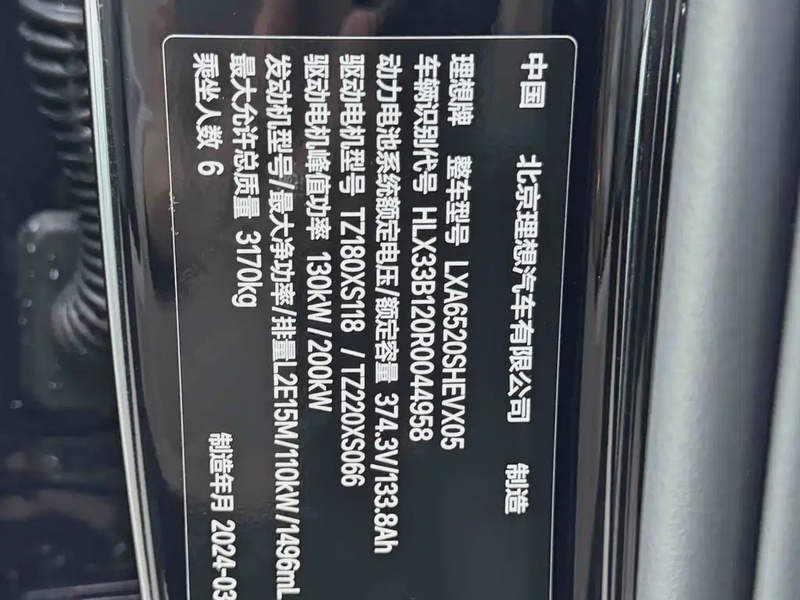 中国 北京理想汽车有限公司 制造
理想牌 整车型号 LXA6520SHEVX05
车辆识别代号 HLX33B120R0044958
动力电池系统额定电压/额定容量 374.3V/133.8Ah
驱动电机型号 TZ180XS118 / TZ220XS066
驱动电机峰值功率 130kW / 200kW
发动机型号/最大净功率/排量L2E15M/110kW/1496mL
最大允许总质量 3170kg
乘坐人数 6 制造年月 2024-03